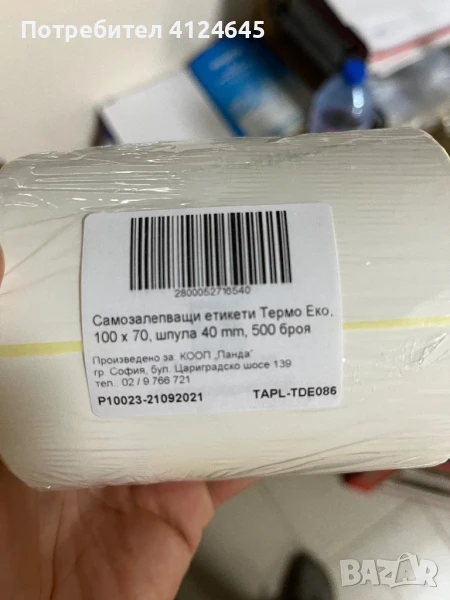 Потребител 4124645
2800052716540
Самозалепващи етикети Термо Еко,
100 x 70, шпула 40 mm, 500 броя
Произведено за: КООП „Панда"
гр. София, бул. Цариградско шосе 139
тел.. 02 / 9 766 721
P10023-21092021 TAPL-TDE086
BAZAR